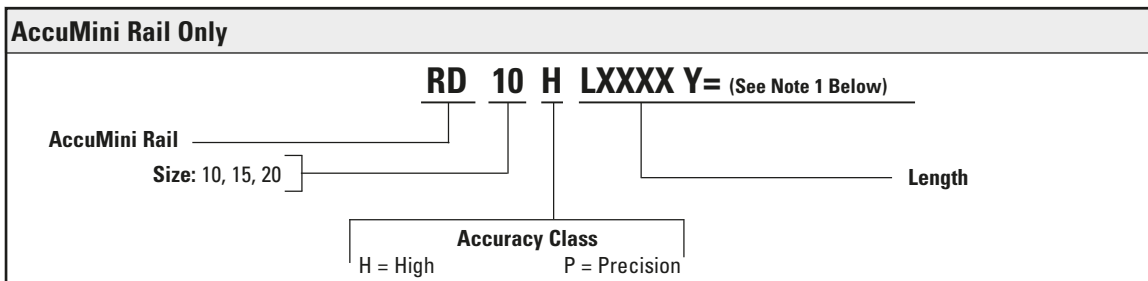 AccuMini Rail Only
RD 10 H LXXXX Y= (See Note 1 Below)
AccuMini Rail
Size: 10, 15, 20
Length
Accuracy Class
H = High P = Precision